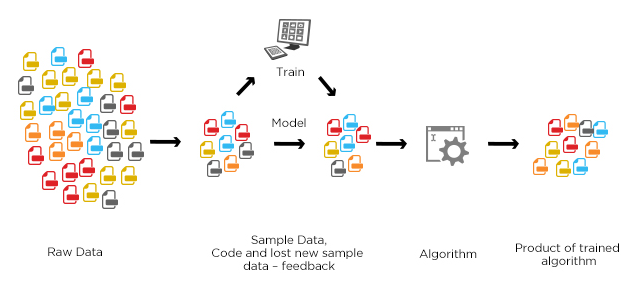 Train
Model
Raw Data
Sample Data,
Code and lost new sample
data – feedback
Algorithm
Product of trained
algorithm